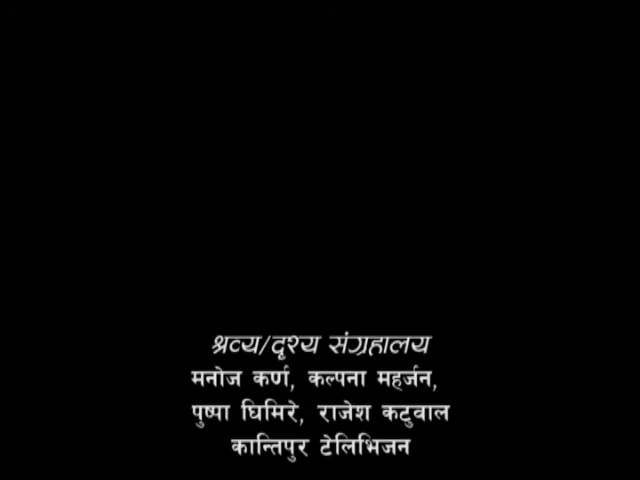 श्रव्य/दृश्य संग्रहालय
मनोज कर्ण, कल्पना महर्जन,
पुष्पा घिमिरे, राजेश कटुवाल
कान्तिपुर टेलिभिजन